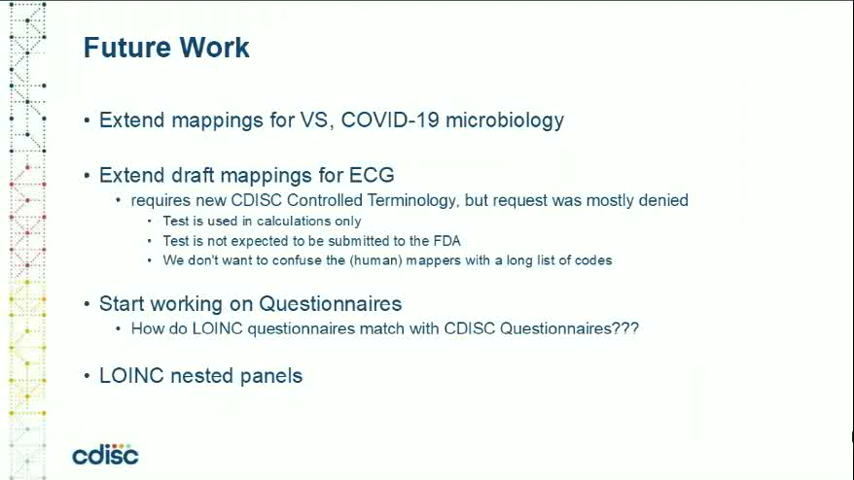 Future Work
• Extend mappings for VS, COVID-19 microbiology
• Extend draft mappings for ECG
• requires new CDISC Controlled Terminology, but request was mostly denied
• Test is used in calculations only
• Test is not expected to be submitted to the FDA
• We don't want to confuse the (human) mappers with a long list of codes
• Start working on Questionnaires
• How do LOINC questionnaires match with CDISC Questionnaires???
• LOINC nested panels
cdisc